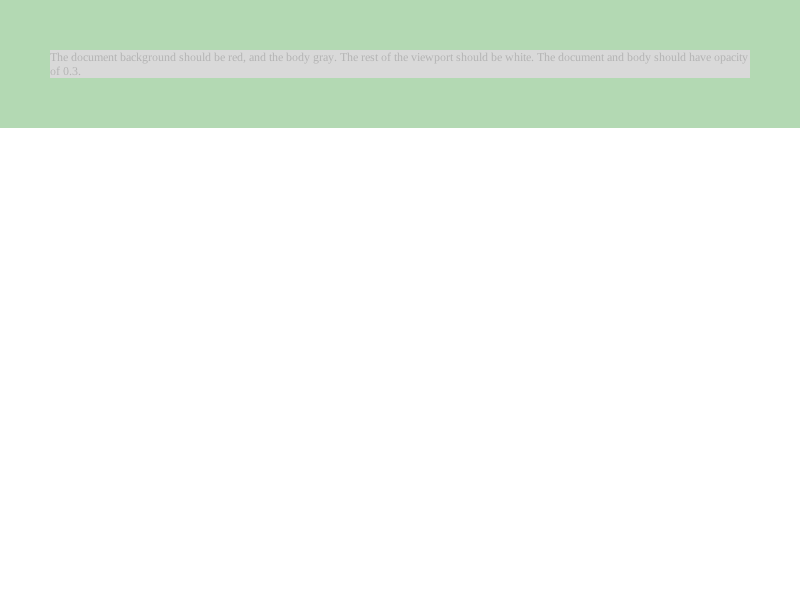 The document background should be red, and the body gray. The rest of the viewport should be white. The document and body should have opacity
of 0.3.